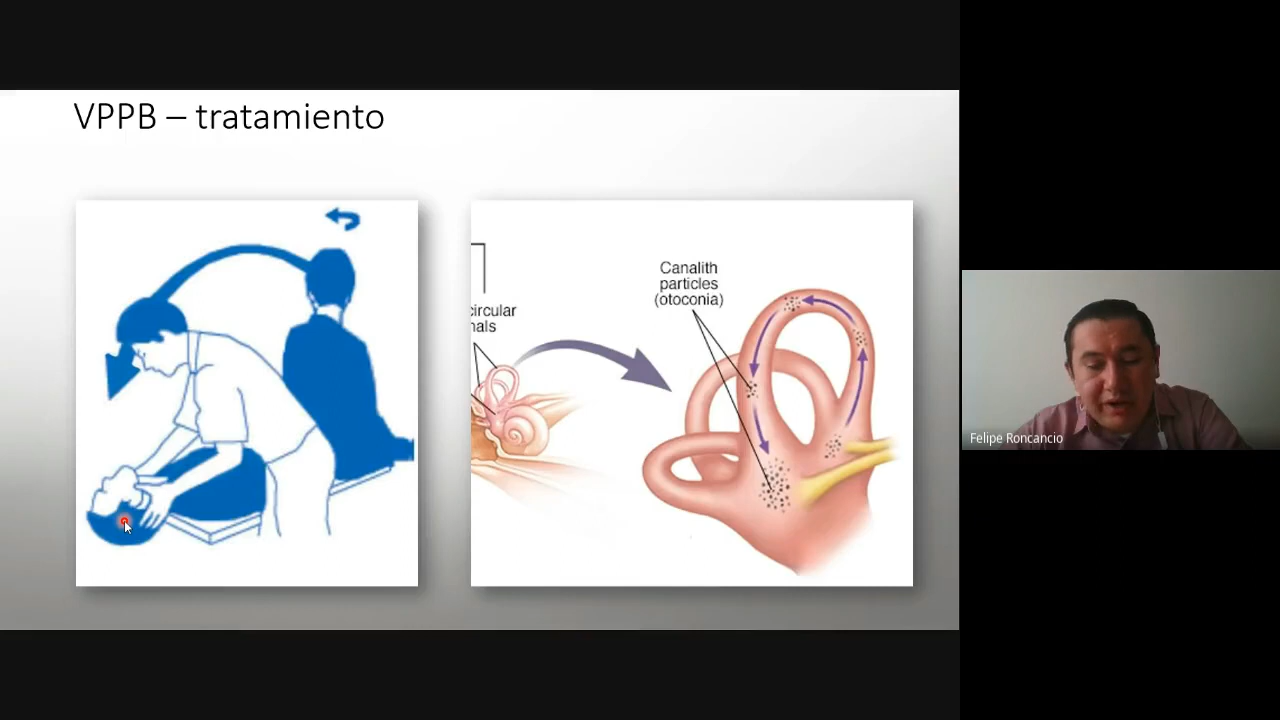 VPPB – tratamiento
Canalith
particles
(otoconia)
circular
nals
Felipe Roncancio